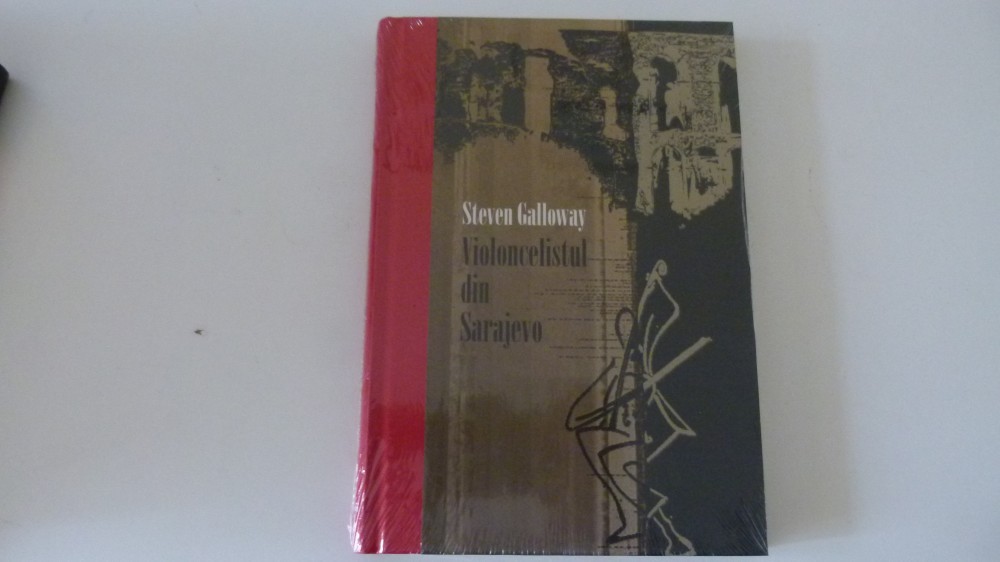 Steven Galloway
Violoncelistul
din
Sarajevo